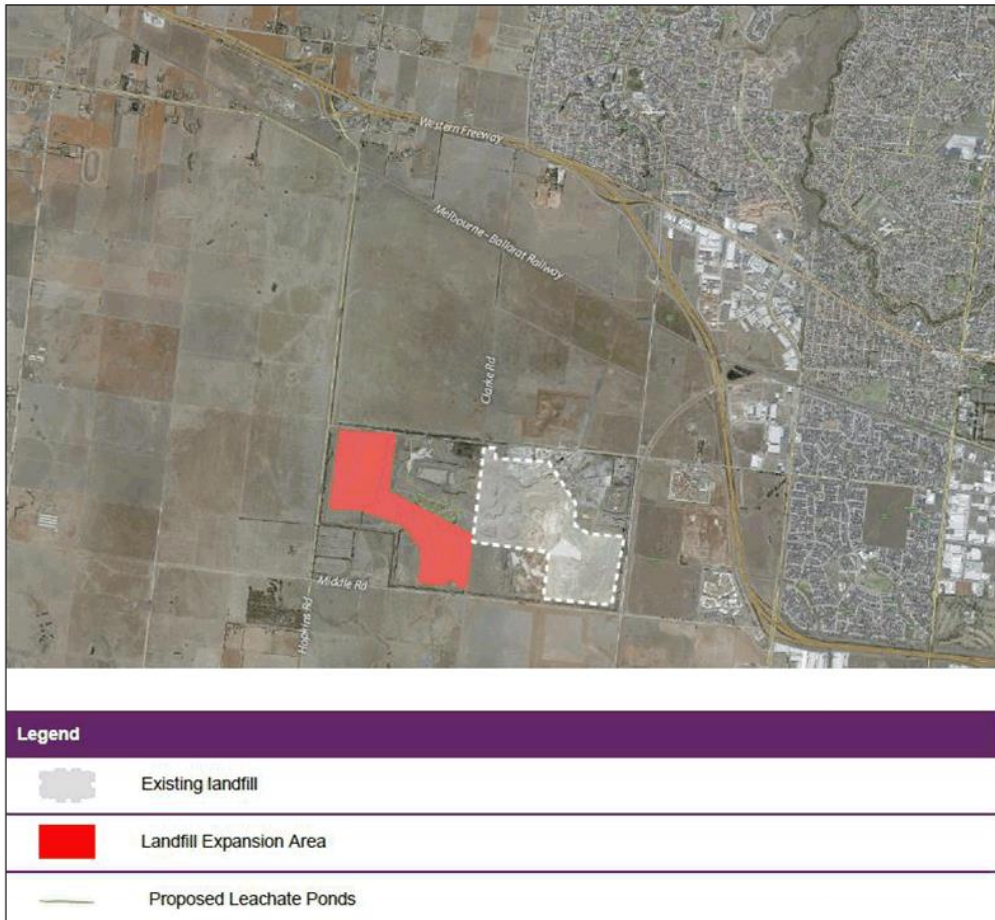 Western Freeway
Melbourne - Ballarat Railway
Clarke Rd
Middle Rd
Hopkins Rd
Legend
Existing landfill
Landfill Expansion Area
Proposed Leachate Ponds